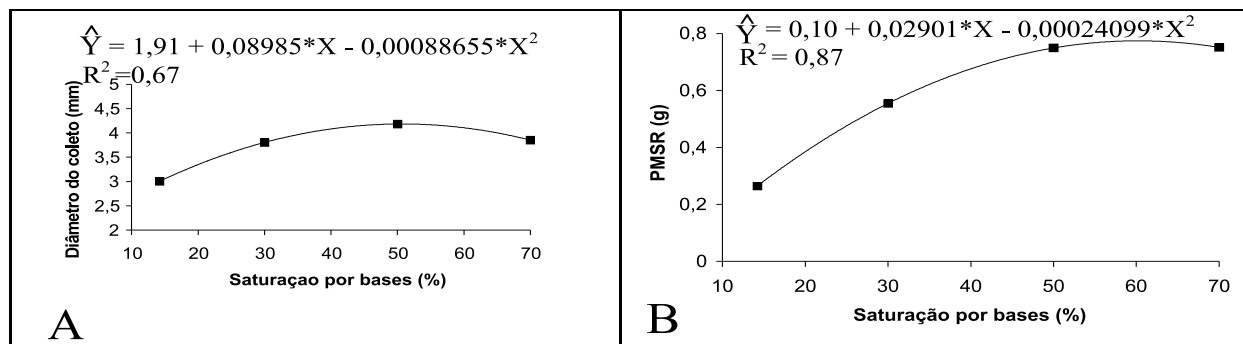 Ŷ = 1,91 + 0,08985*X - 0,00088655*X²
R² =0,67
Diâmetro do coleto (mm)
5
4,5
4
3,5
3
2,5
2
10 20 30 40 50 60 70
Saturaçao por bases (%)
A
Ŷ = 0,10 + 0,02901*X - 0,00024099*X²
R² = 0,87
PMSR (g)
0,8
0,6
0,4
0,2
0
10 20 30 40 50 60 70
Saturação por bases (%)
B